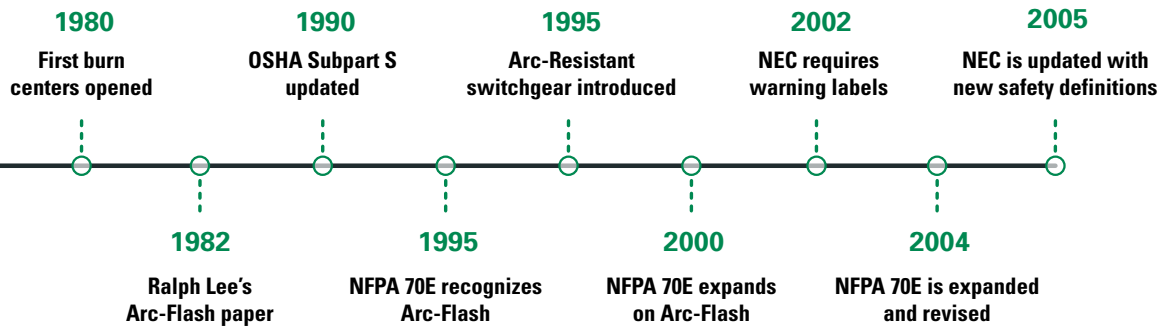 1980
First burn
centers opened
1982
Ralph Lee's
Arc-Flash paper
1990
OSHA Subpart S
updated
1995
NFPA 70E recognizes
Arc-Flash
1995
Arc-Resistant
switchgear introduced
2000
NFPA 70E expands
on Arc-Flash
2002
NEC requires
warning labels
2004
NFPA 70E is expanded
and revised
2005
NEC is updated with
new safety definitions